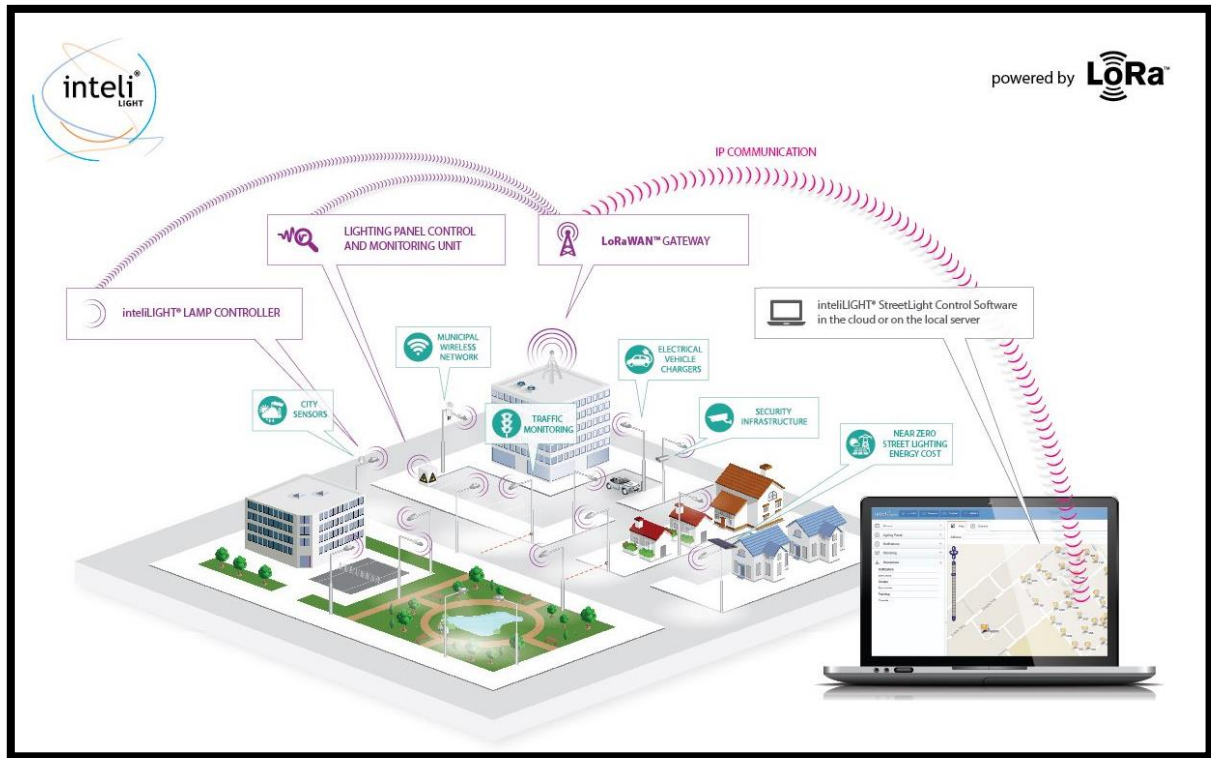 inteli®
LIGHT
powered by LoRa™
IP COMMUNICATION
LIGHTING PANEL CONTROL
AND MONITORING UNIT
LoRaWAN™ GATEWAY
inteliLIGHT® LAMP CONTROLLER
inteliLIGHT® StreetLight Control Software
in the cloud or on the local server
MUNICIPAL
WIRELESS
NETWORK
ELECTRICAL
VEHICLE
CHARGERS
CITY
SENSORS
TRAFFIC
MONITORING
SECURITY
INFRASTRUCTURE
NEAR ZERO
STREET LIGHTING
ENERGY COST